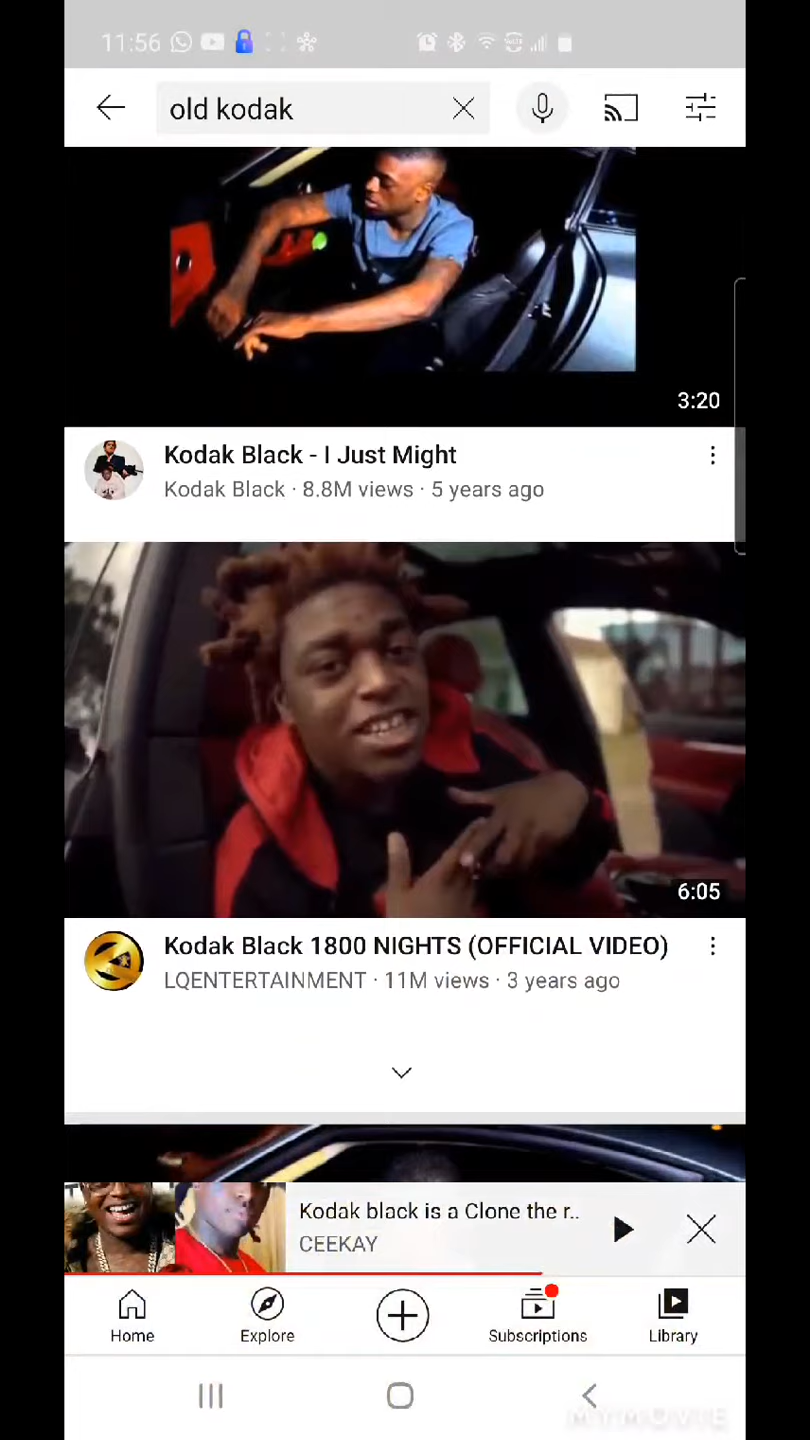 11:56
old kodak
3:20
Kodak Black - I Just Might
Kodak Black · 8.8M views · 5 years ago
6:05
Kodak Black 1800 NIGHTS (OFFICIAL VIDEO)
LQENTERTAINMENT · 11M views · 3 years ago
Kodak black is a Clone the r..
CEEKAY
Home
Explore
Subscriptions
Library
MYMOVIE